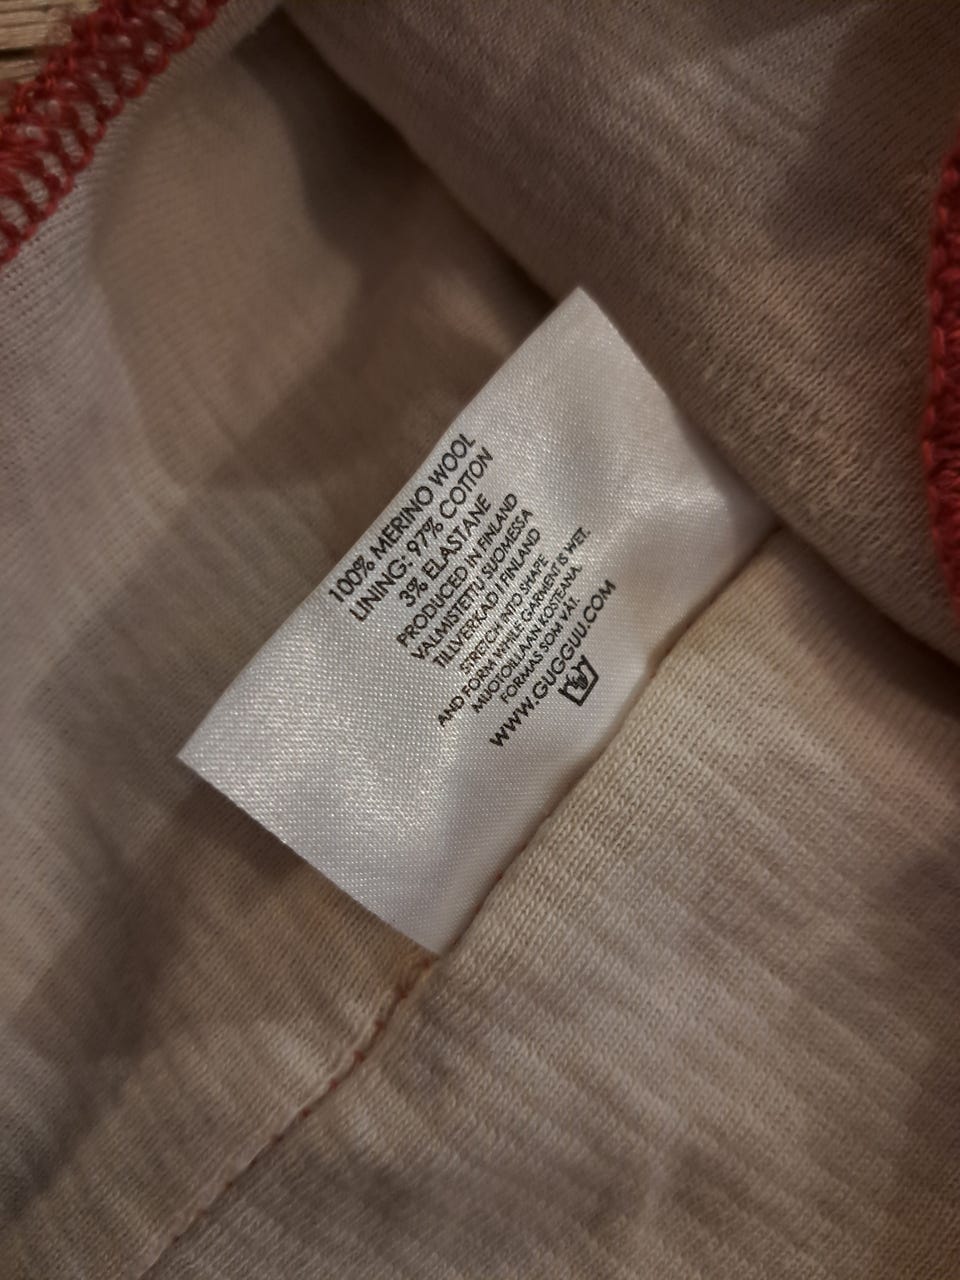 100% MERINO WOOL
LINING: 97% COTTON
3% ELASTANE
PRODUCED IN FINLAND
VALMISTETTU SUOMESSA
TILLVERKAD I FINLAND
STRETCH INTO SHAPE
AND FORM WHILE GARMENT IS WET.
MUOTOILLAAN KOSTEANA.
FORMAS SOM VÅT.
WWW.GUGGUU.COM